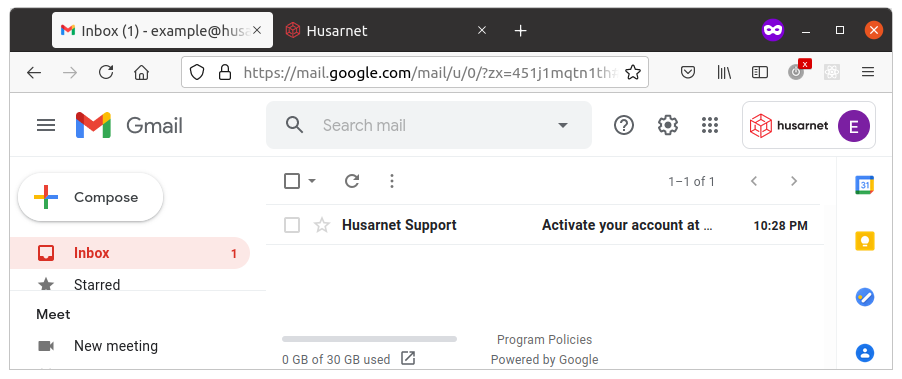 Inbox (1) - example@husa
Husarnet
https://mail.google.com/mail/u/0/?zx=451j1mqtn1th#
x
Gmail
Search mail
husarnet
E
Compose
1–1 of 1
31
Husarnet Support Activate your account at ... 10:28 PM
Inbox 1
Starred
Meet
New meeting
0 GB of 30 GB used
Program Policies
Powered by Google